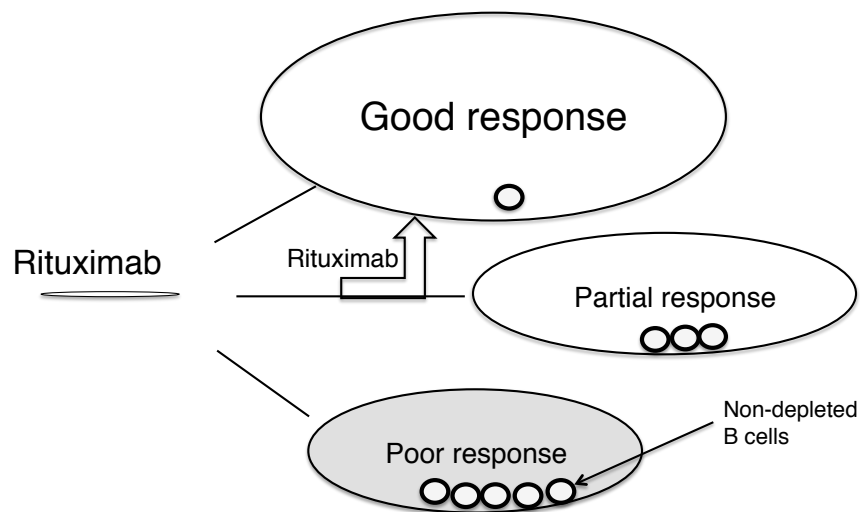 Good response
Rituximab
Rituximab
Partial response
Poor response
Non-depleted
B cells